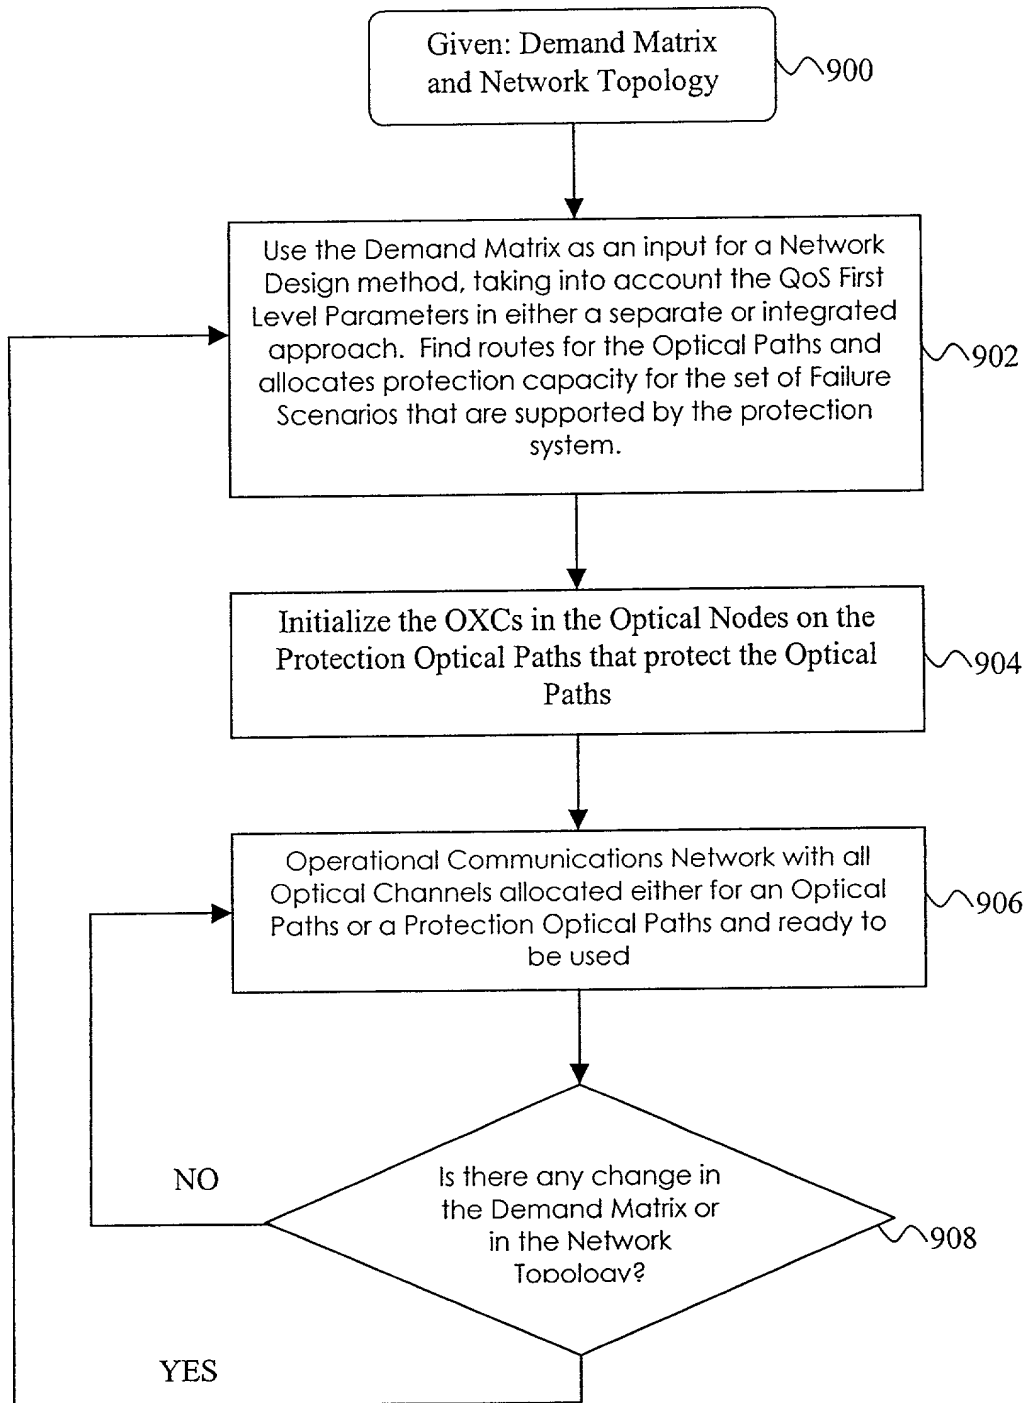 Given: Demand Matrix
and Network Topology
900
Use the Demand Matrix as an input for a Network
Design method, taking into account the QoS First
Level Parameters in either a separate or integrated
approach. Find routes for the Optical Paths and
allocates protection capacity for the set of Failure
Scenarios that are supported by the protection
system.
902
Initialize the OXCs in the Optical Nodes on the
Protection Optical Paths that protect the Optical
Paths
904
Operational Communications Network with all
Optical Channels allocated either for an Optical
Paths or a Protection Optical Paths and ready to
be used
906
Is there any change in
the Demand Matrix or
in the Network
Topology?
908
NO
YES